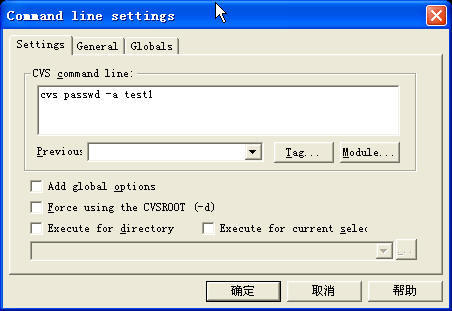 Command line settings
Settings General Globals
CVS command line:
cvs passwd -a test1
Previous Tag... Module...
Add global options
Force using the CVSROOT (-d)
Execute for directory Execute for current selec
...
确定 取消 帮助